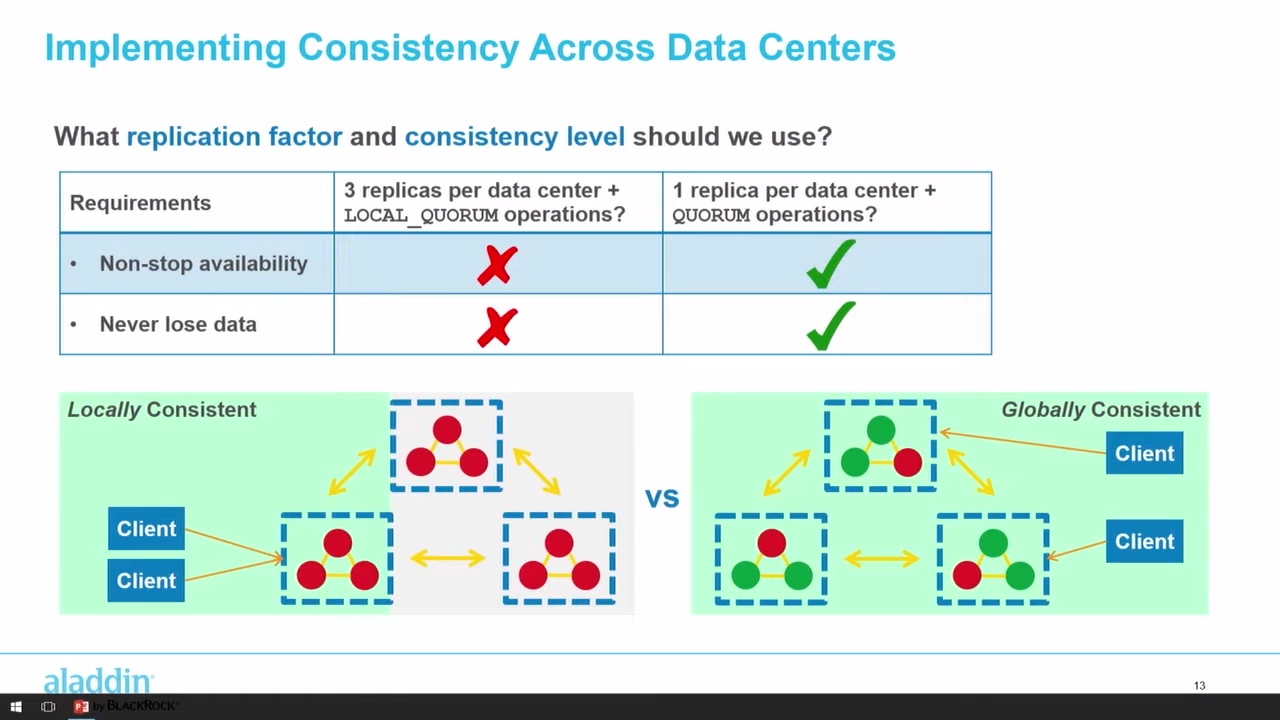 Implementing Consistency Across Data Centers
What replication factor and consistency level should we use?
Requirements
3 replicas per data center +
LOCAL_QUORUM operations?
1 replica per data center +
QUORUM operations?
• Non-stop availability
• Never lose data
Locally Consistent
Client
Client
vs
Globally Consistent
Client
Client
aladdin
by BLACKROCK
13